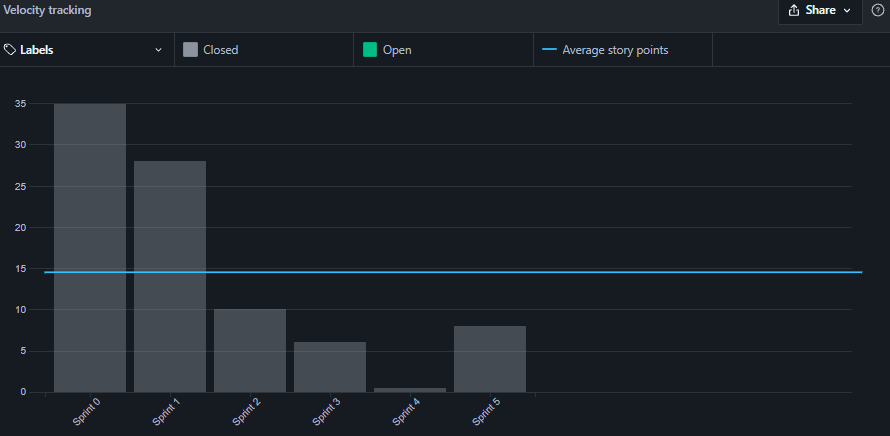 Velocity tracking
Share
Labels
Closed
Open
Average story points
35
30
25
20
15
10
5
0
Sprint 0
Sprint 1
Sprint 2
Sprint 3
Sprint 4
Sprint 5